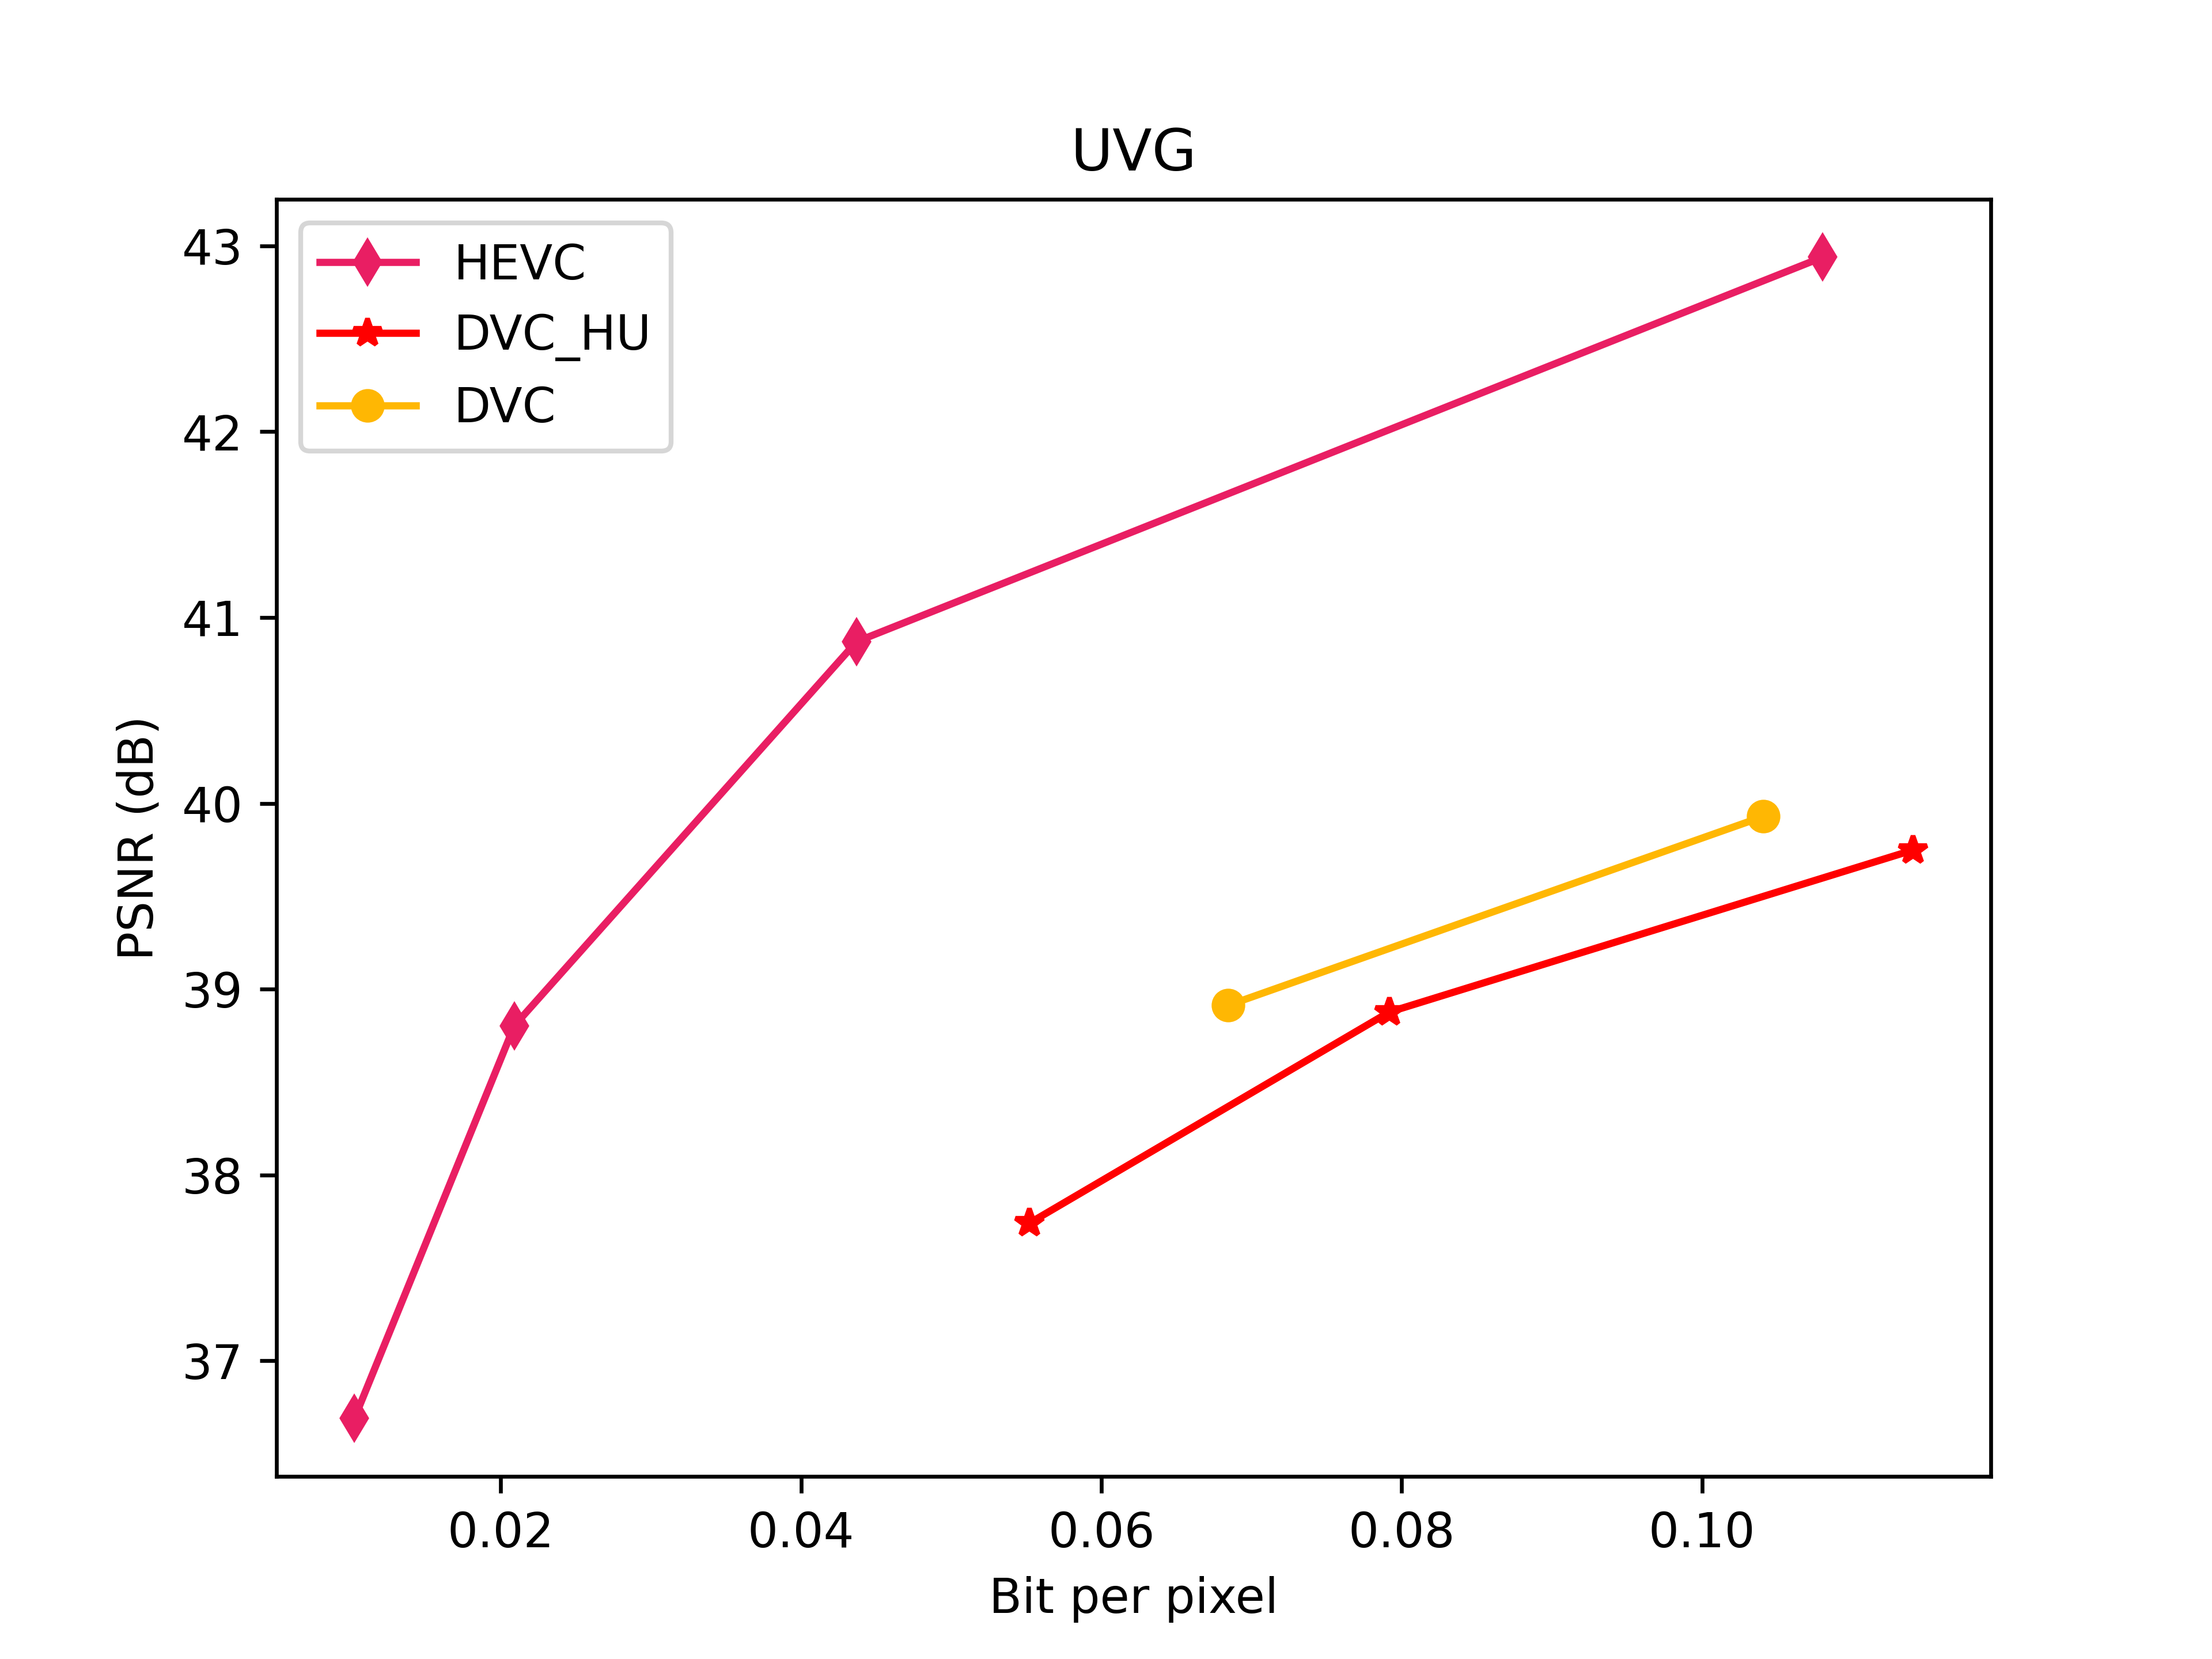 UVG
HEVC
DVC_HU
DVC
43
42
41
40
39
38
37
PSNR (dB)
0.02 0.04 0.06 0.08 0.10
Bit per pixel